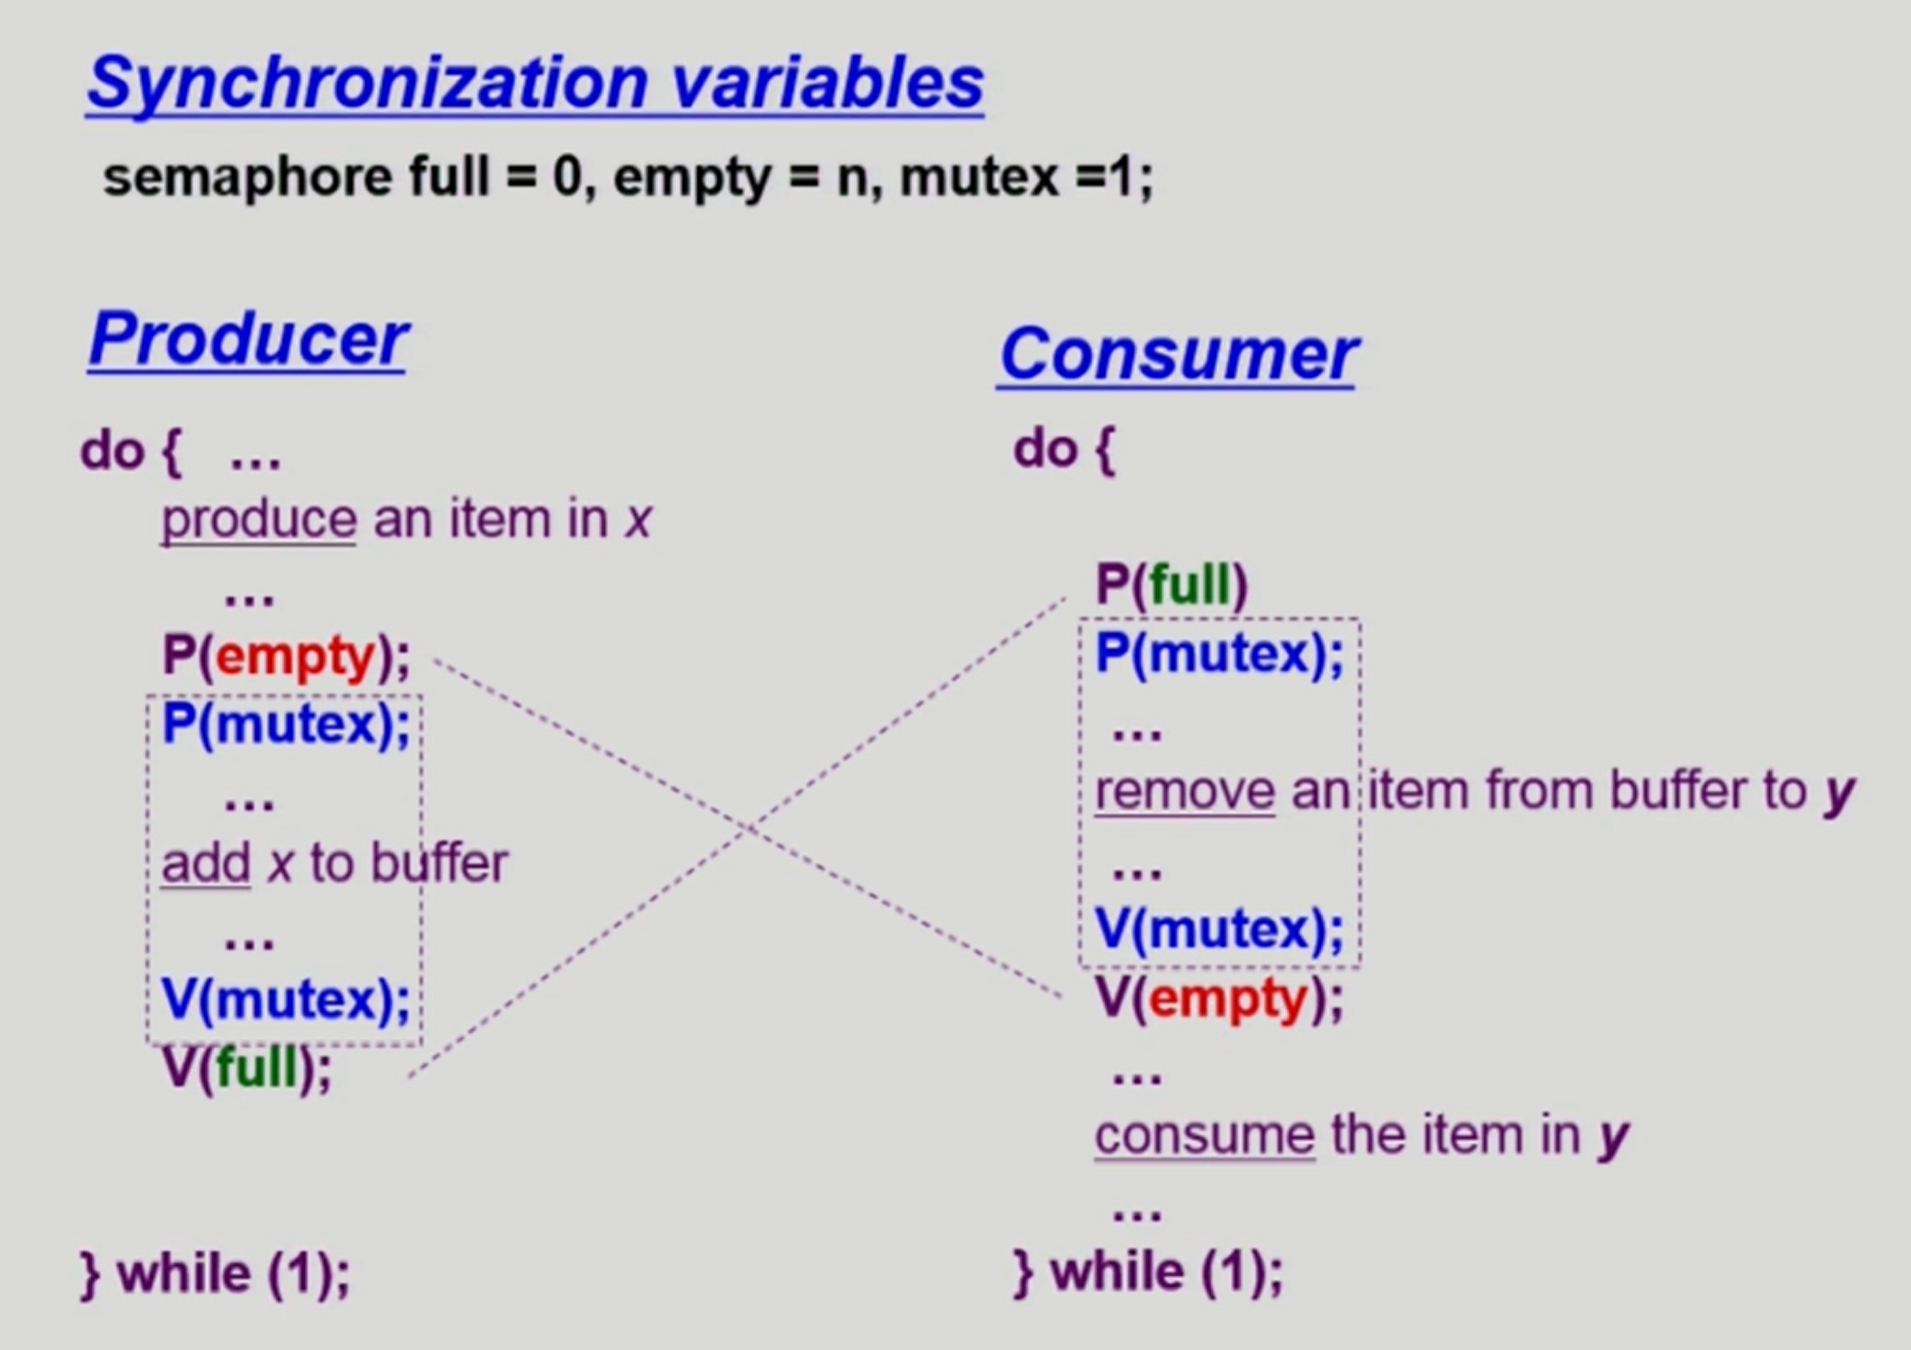 Synchronization variables
semaphore full = 0, empty = n, mutex =1;
Producer
do { ...
produce an item in x
...
P(empty);
P(mutex);
...
add x to buffer
...
V(mutex);
V(full);
} while (1);
Consumer
do {
P(full)
P(mutex);
...
remove an item from buffer to y
...
V(mutex);
V(empty);
...
consume the item in y
...
} while (1);